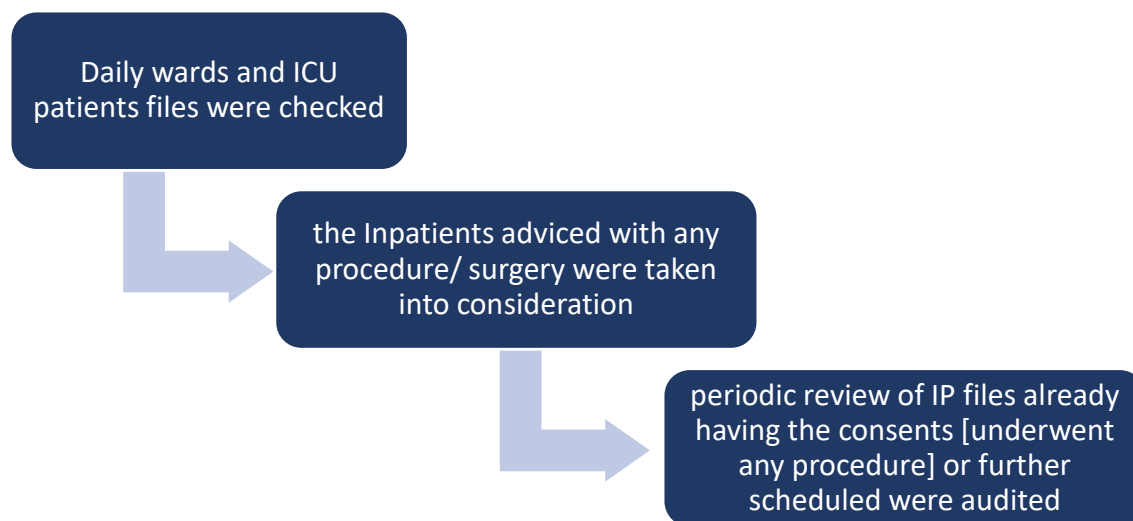 Daily wards and ICU
patients files were checked
the Inpatients adviced with any
procedure/ surgery were taken
into consideration
periodic review of IP files already
having the consents [underwent
any procedure] or further
scheduled were audited